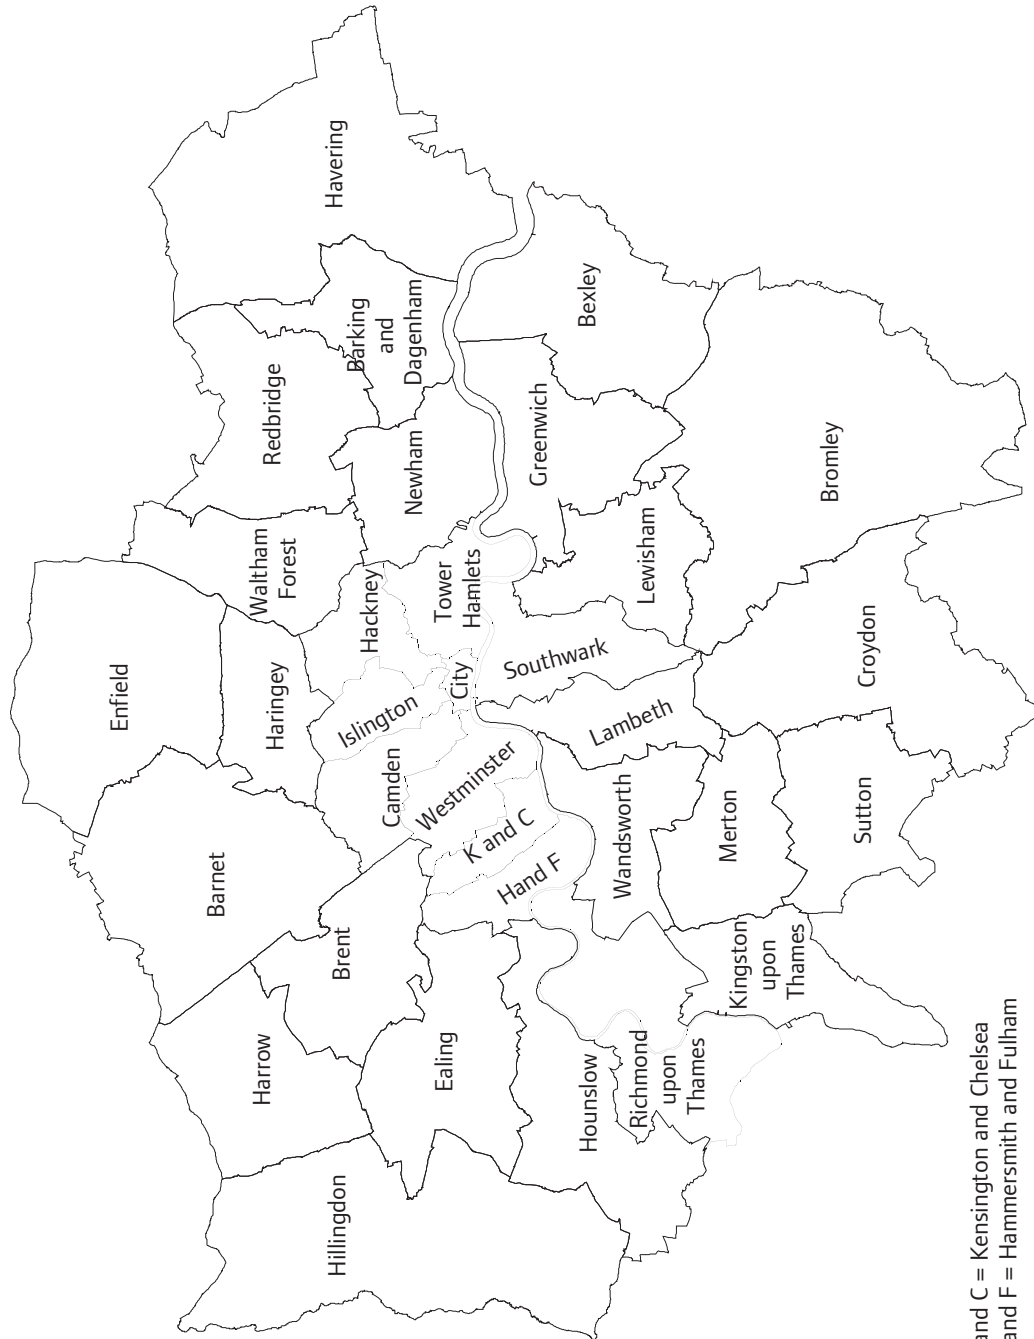 Enfield
Barnet
Harrow
Haringey
Waltham
Forest
Redbridge
Havering
Hillingdon
Brent
Camden
Islington
Hackney
Barking
and
Dagenham
Newham
Ealing
Westminster
City
Tower
Hamlets
K and C
Hand F
Southwark
Greenwich
Bexley
Hounslow
Wandsworth
Lambeth
Lewisham
Richmond
upon
Thames
Merton
Kingston
upon
Thames
Sutton
Croydon
Bromley
and C = Kensington and Chelsea
and F = Hammersmith and Fulham